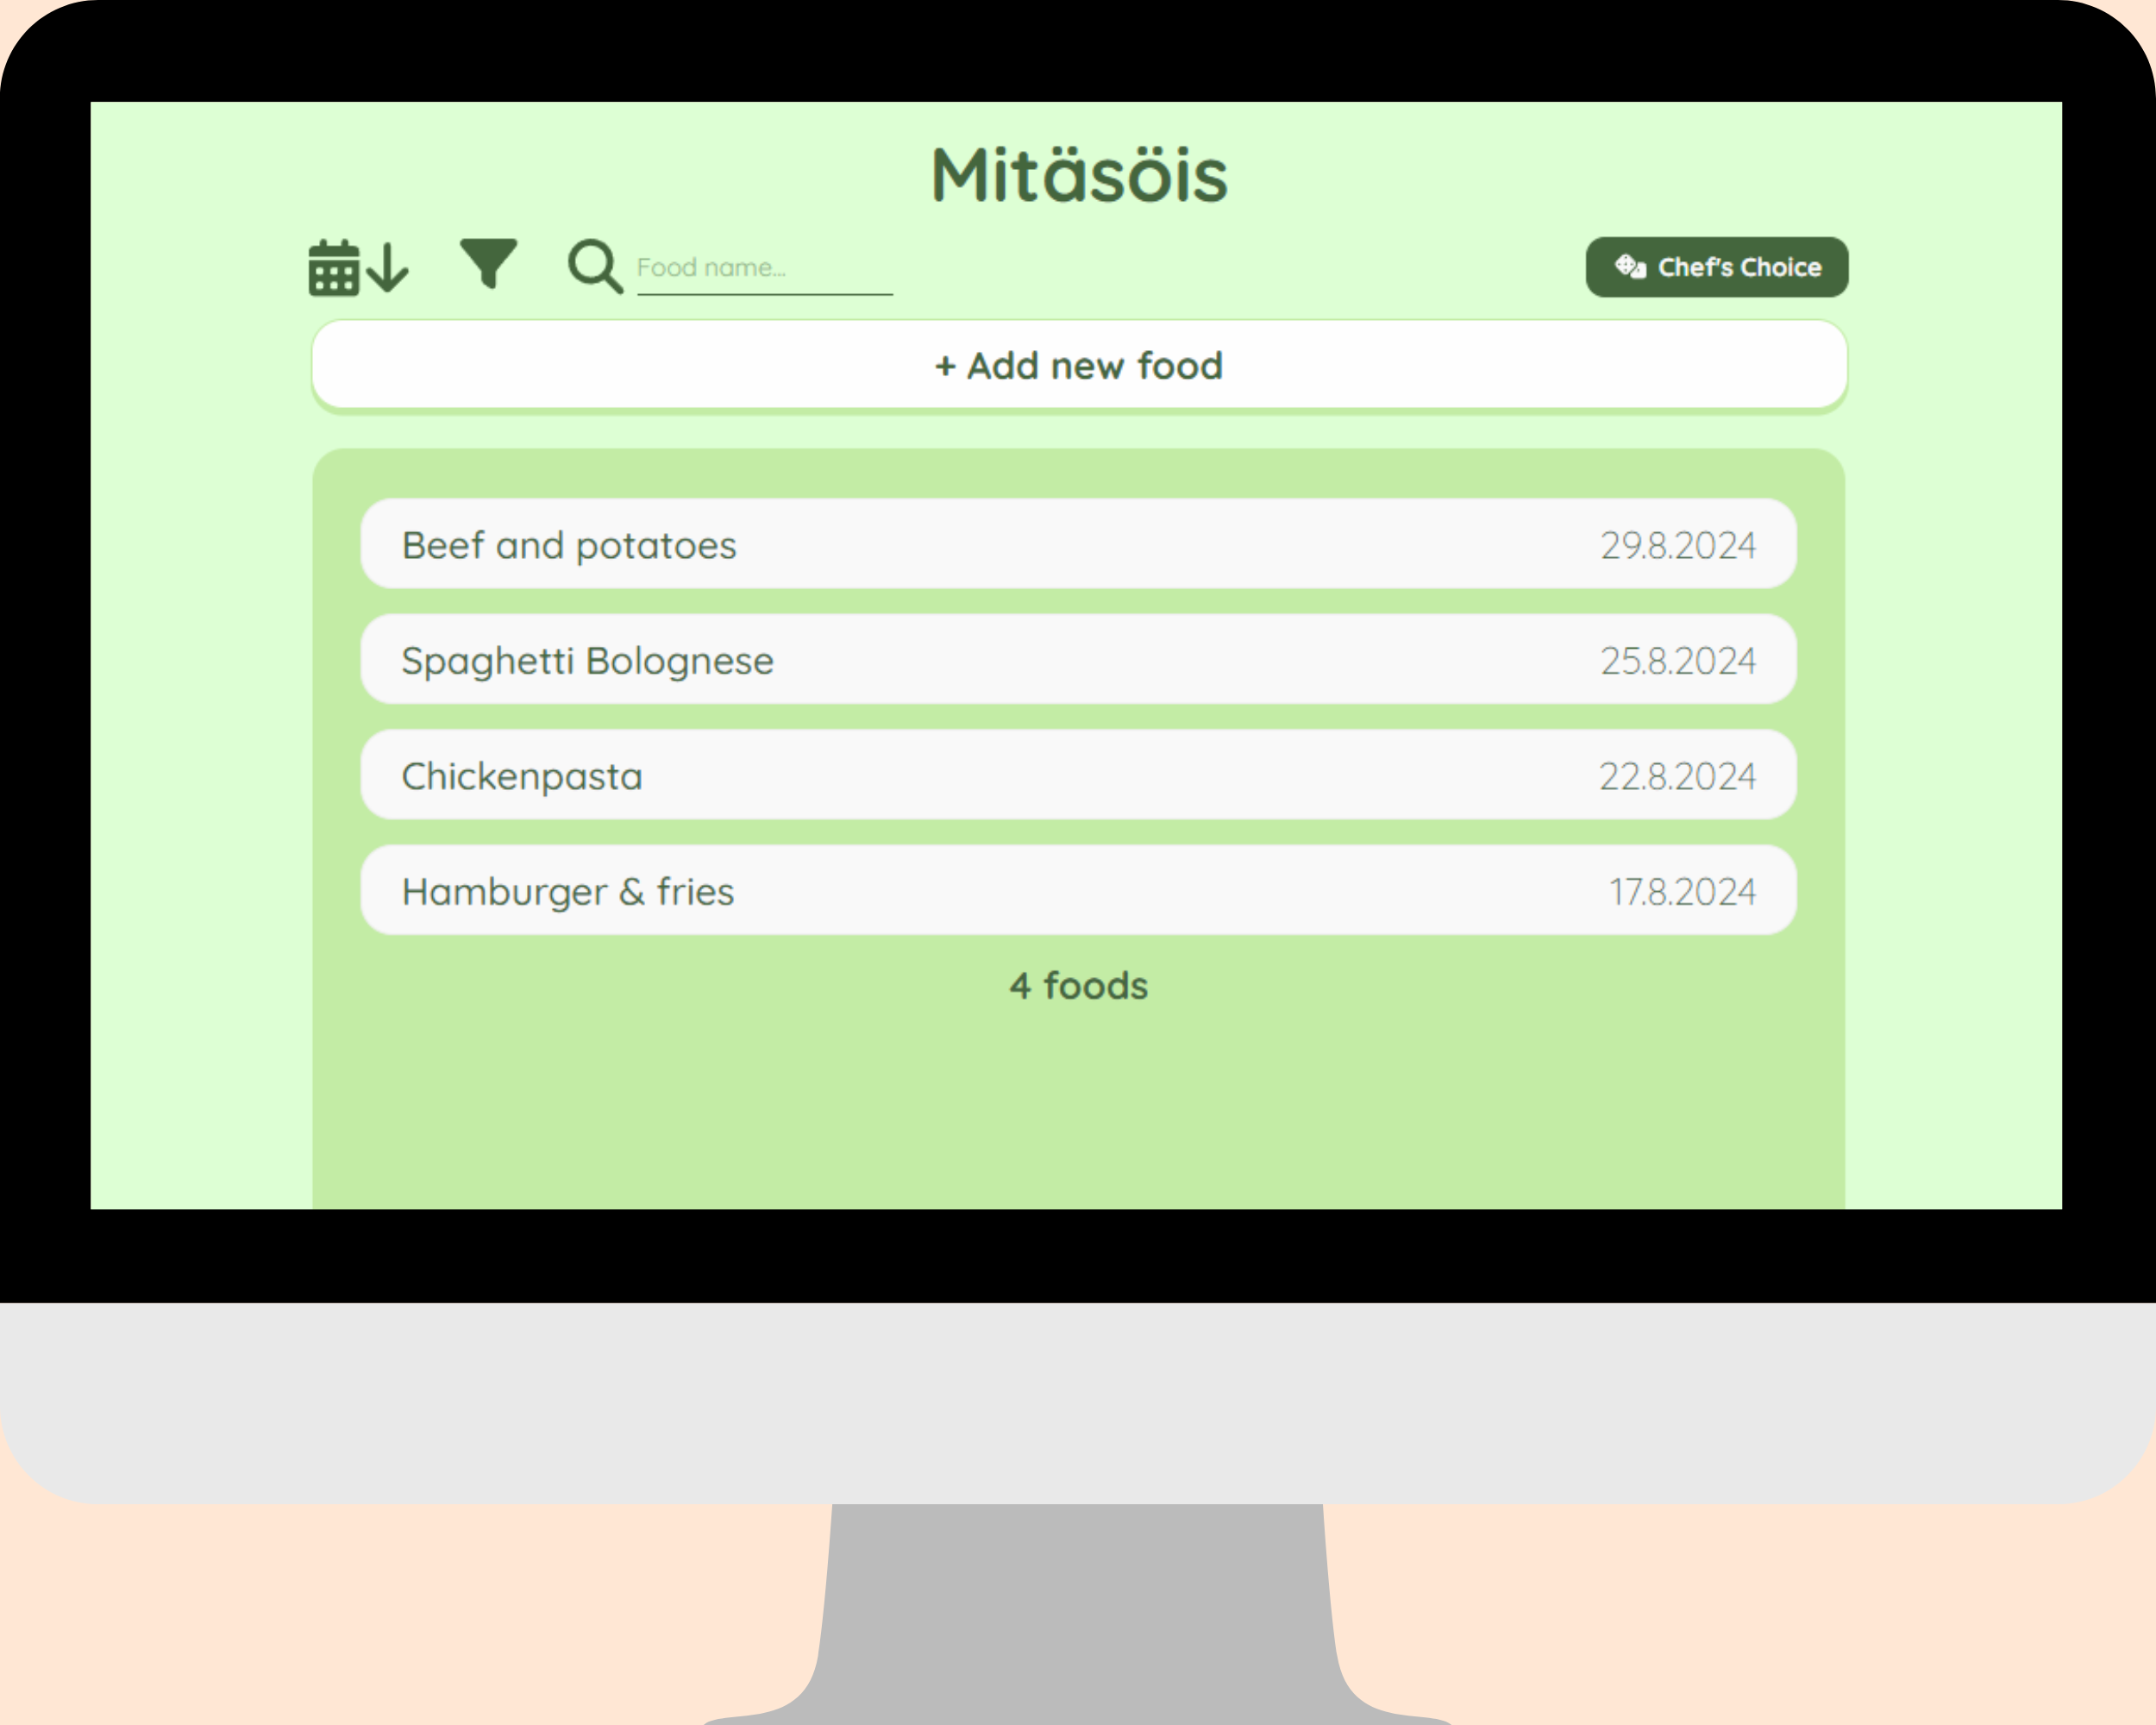 Mitäsöis
Food name...
Chef's Choice
+ Add new food
Beef and potatoes 29.8.2024
Spaghetti Bolognese 25.8.2024
Chickenpasta 22.8.2024
Hamburger & fries 17.8.2024
4 foods